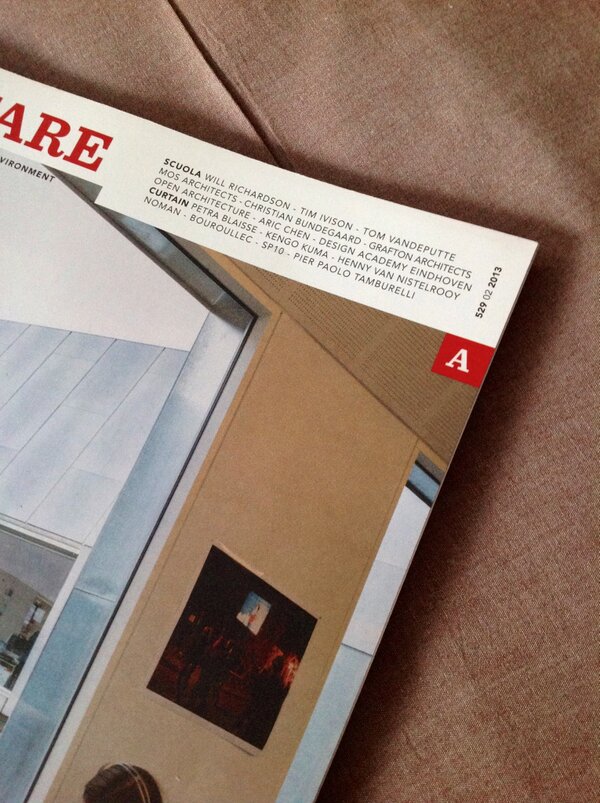 ARE
SCUOLA WILL RICHARDSON - TIM IVISON - TOM VANDEPUTTE
MOS ARCHITECTS - CHRISTIAN BUNDEGAARD - GRAFTON ARCHITECTS
OPEN ARCHITECTURE - ARIC CHEN - DESIGN ACADEMY EINDHOVEN
CURTAIN PETRA BLAISSE - KENGO KUMA - HENNY VAN NISTELROOY
NOMAN - BOUROULLEC - SP10 - PIER PAOLO TAMBURELLI
VIRONMENT
529 02 2013
A